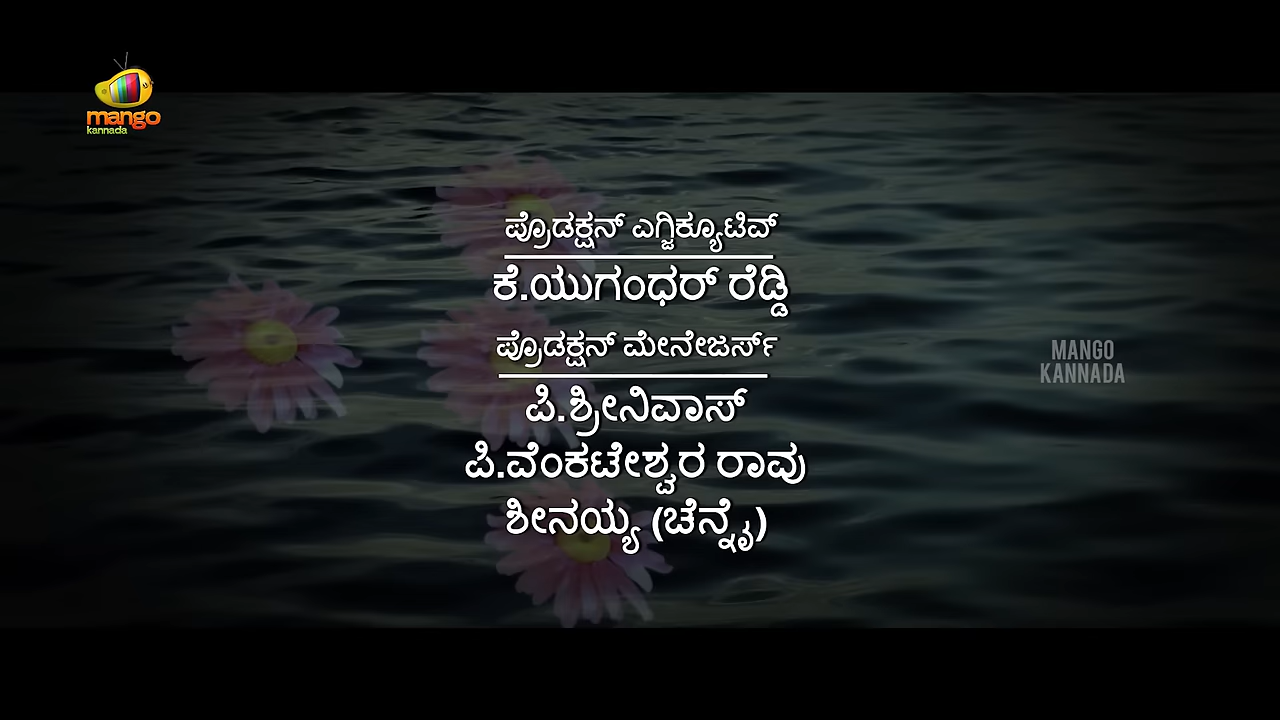 mango
kannada
ಪ್ರೊಡಕ್ಷನ್ ಎಗ್ಜಿಕ್ಯೂಟಿವ್
ಕೆ.ಯುಗಂಧರ್ ರೆಡ್ಡಿ
ಪ್ರೊಡಕ್ಷನ್ ಮೇನೇಜರ್ಸ್
MANGO
KANNADA
ಪಿ.ಶ್ರೀನಿವಾಸ್
ಪಿ.ವೆಂಕಟೇಶ್ವರ ರಾವು
ಶೀನಯ್ಯ (ಚೆನ್ನೈ)